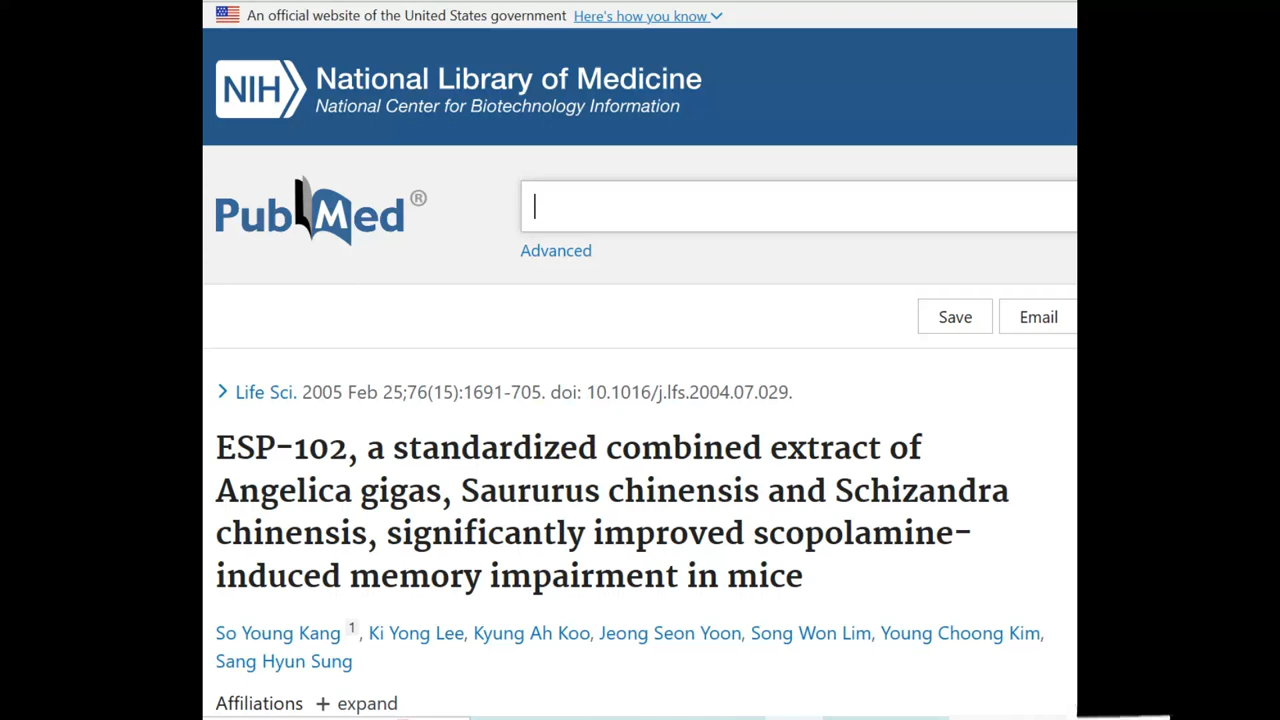 An official website of the United States government Here's how you know
NIH National Library of Medicine
National Center for Biotechnology Information
PubMed®
Advanced
Save Email
Life Sci. 2005 Feb 25;76(15):1691-705. doi: 10.1016/j.lfs.2004.07.029.
ESP-102, a standardized combined extract of
Angelica gigas, Saururus chinensis and Schizandra
chinensis, significantly improved scopolamine-
induced memory impairment in mice
So Young Kang 1, Ki Yong Lee, Kyung Ah Koo, Jeong Seon Yoon, Song Won Lim, Young Choong Kim,
Sang Hyun Sung
Affiliations + expand